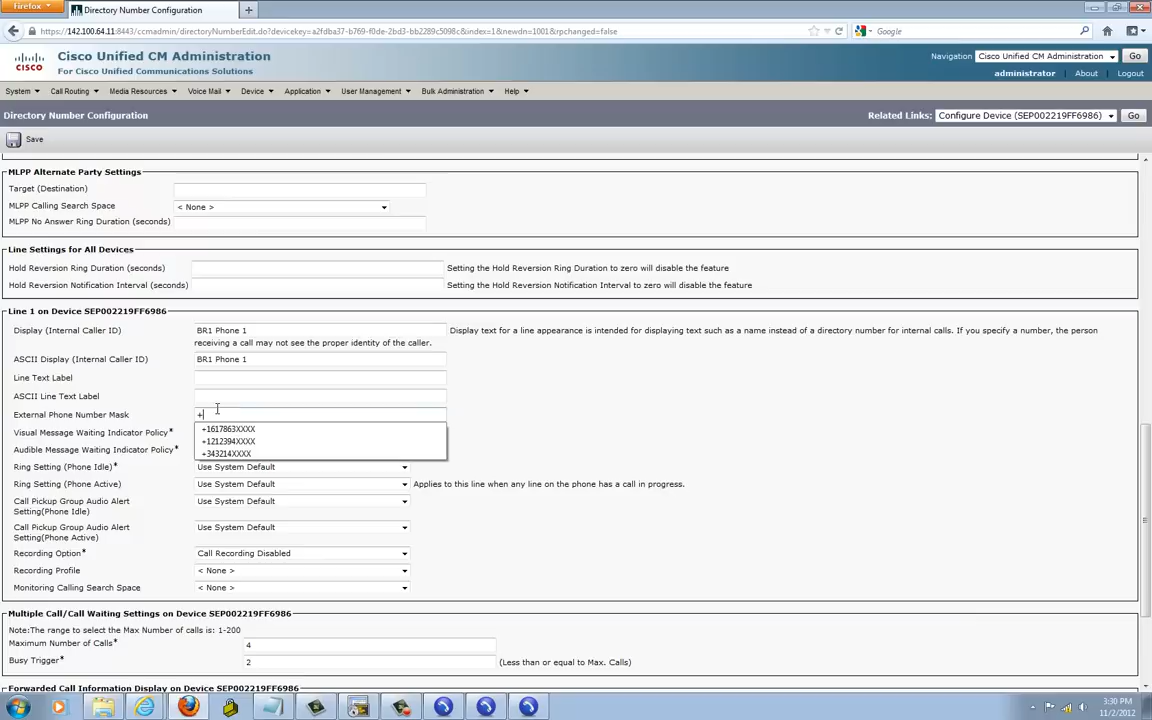 Firefox
Directory Number Configuration
https://142.100.64.11:8443/ccmadmin/directoryNumberEdit.do?devicekey=a2fdba37-b769-f0de-2bd3-bb2289c5098c&index=1&newdn=1001&rpchanged=false
Google
cisco
Cisco Unified CM Administration
For Cisco Unified Communications Solutions
Navigation Cisco Unified CM Administration Go
administrator About Logout
System Call Routing Media Resources Voice Mail Device Application User Management Bulk Administration Help
Directory Number Configuration
Related Links: Configure Device (SEP002219FF6986) Go
Save
MLPP Alternate Party Settings
Target (Destination)
MLPP Calling Search Space < None >
MLPP No Answer Ring Duration (seconds)
Line Settings for All Devices
Hold Reversion Ring Duration (seconds) Setting the Hold Reversion Ring Duration to zero will disable the feature
Hold Reversion Notification Interval (seconds) Setting the Hold Reversion Notification Interval to zero will disable the feature
Line 1 on Device SEP002219FF6986
Display (Internal Caller ID) BR1 Phone 1 Display text for a line appearance is intended for displaying text such as a name instead of a directory number for internal calls. If you specify a number, the person
receiving a call may not see the proper identity of the caller.
ASCII Display (Internal Caller ID) BR1 Phone 1
Line Text Label
ASCII Line Text Label
External Phone Number Mask +
+1617863XXXX
Visual Message Waiting Indicator Policy*
+1212394XXXX
Audible Message Waiting Indicator Policy*
+343214XXXX
Ring Setting (Phone Idle)* Use System Default
Ring Setting (Phone Active) Use System Default Applies to this line when any line on the phone has a call in progress.
Call Pickup Group Audio Alert Use System Default
Setting(Phone Idle)
Call Pickup Group Audio Alert Use System Default
Setting(Phone Active)
Recording Option* Call Recording Disabled
Recording Profile < None >
Monitoring Calling Search Space < None >
Multiple Call/Call Waiting Settings on Device SEP002219FF6986
Note:The range to select the Max Number of calls is: 1-200
Maximum Number of Calls* 4
Busy Trigger* 2 (Less than or equal to Max. Calls)
Forwarded Call Information Display on Device SEP002219FF6986
3:30 PM
11/2/2012